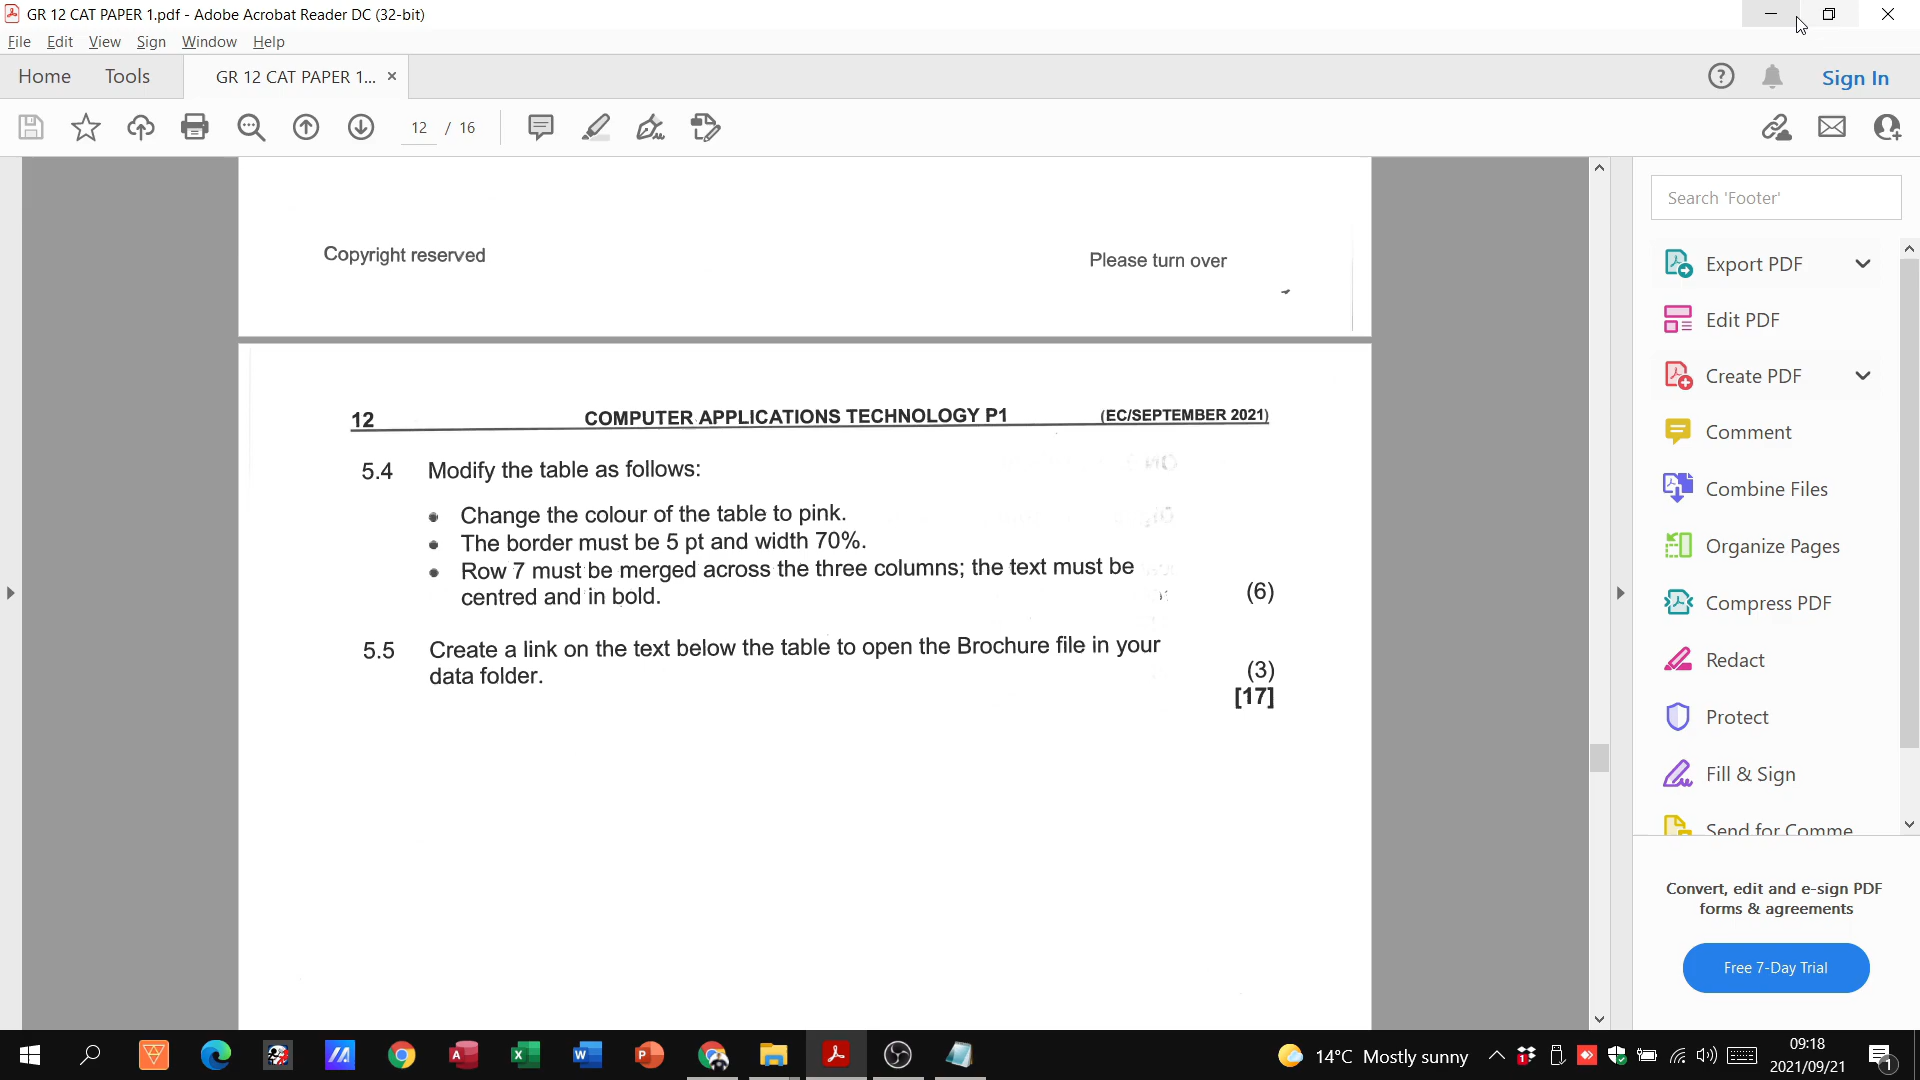 GR 12 CAT PAPER 1.pdf - Adobe Acrobat Reader DC (32-bit)
File Edit View Sign Window Help
Home Tools GR 12 CAT PAPER 1... × Sign In
12 / 16
Search 'Footer'
Copyright reserved Please turn over
Export PDF
Edit PDF
Create PDF
Comment
Combine Files
Organize Pages
Compress PDF
Redact
Protect
Fill & Sign
Send for Comme
Convert, edit and e-sign PDF
forms & agreements
Free 7-Day Trial
12 COMPUTER APPLICATIONS TECHNOLOGY P1 (EC/SEPTEMBER 2021)
5.4 Modify the table as follows:
• Change the colour of the table to pink.
• The border must be 5 pt and width 70%.
• Row 7 must be merged across the three columns; the text must be
centred and in bold. (6)
5.5 Create a link on the text below the table to open the Brochure file in your
data folder. (3)
[17]
14°C Mostly sunny
09:18
2021/09/21
1